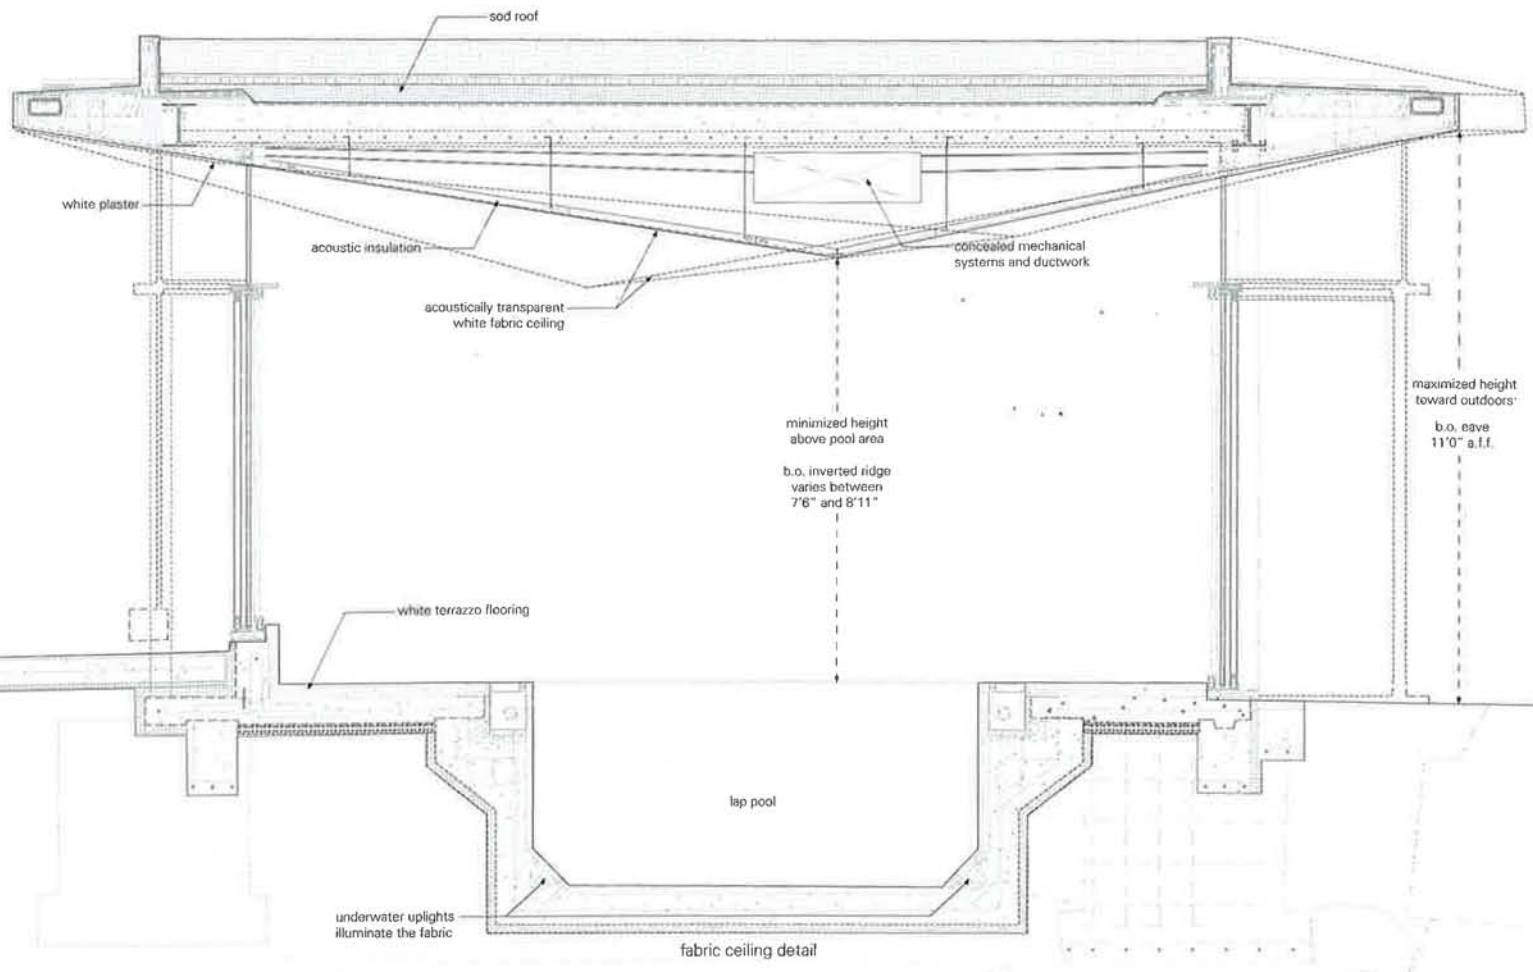 sod roof
white plaster
acoustic insulation
concealed mechanical
systems and ductwork
acoustically transparent
white fabric ceiling
maximized height
toward outdoors
b.o. eave
11'0" a.f.f.
minimized height
above pool area
b.o. inverted ridge
varies between
7'6" and 8'11"
white terrazzo flooring
lap pool
underwater uplights
illuminate the fabric
fabric ceiling detail